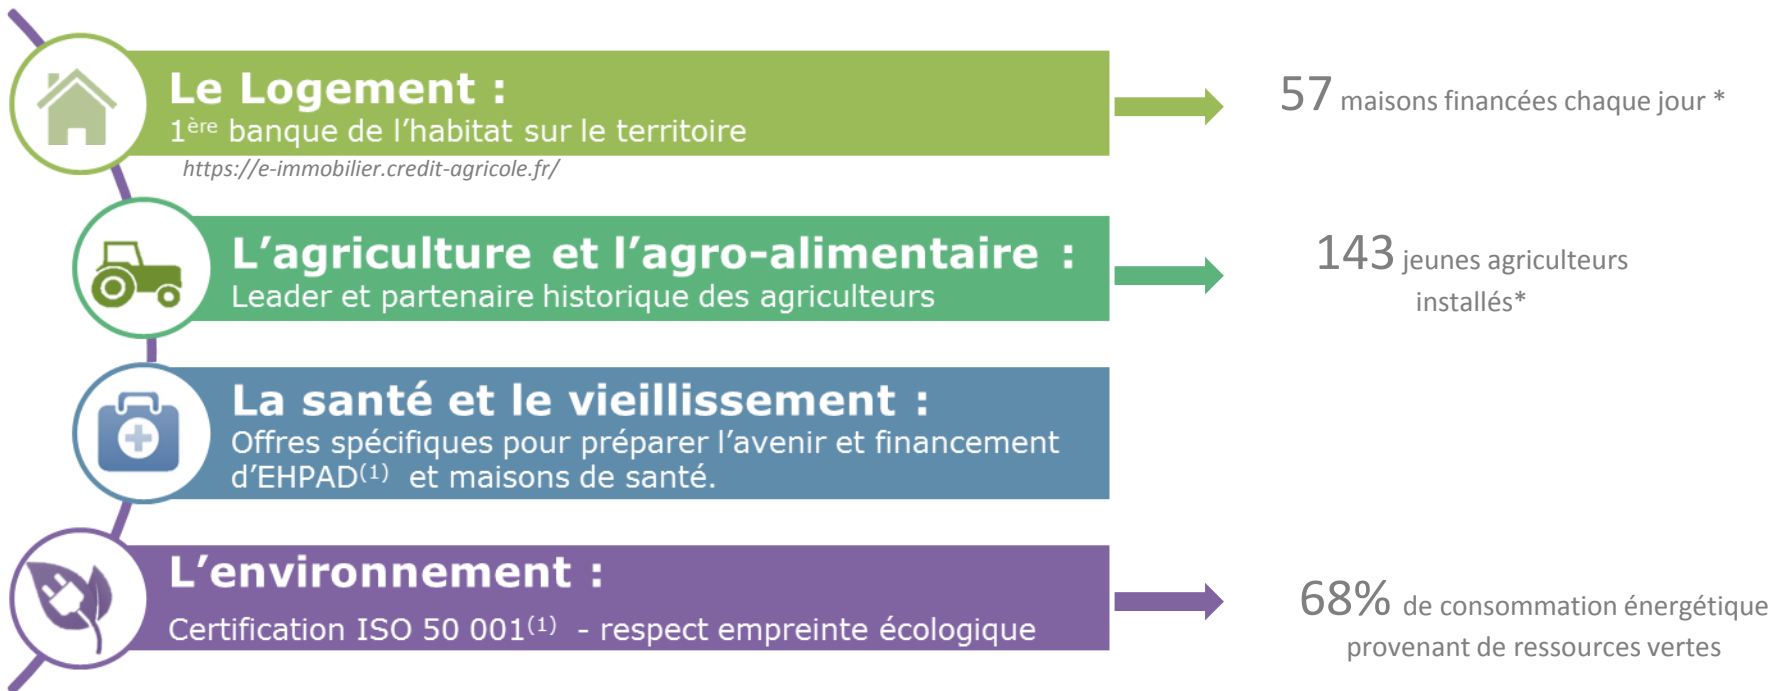 Le Logement :
1ère banque de l’habitat sur le territoire
https://e-immobilier.credit-agricole.fr/
57 maisons financées chaque jour *
L’agriculture et l’agro-alimentaire :
Leader et partenaire historique des agriculteurs
143 jeunes agriculteurs
installés*
La santé et le vieillissement :
Offres spécifiques pour préparer l’avenir et financement
d’EHPAD(1) et maisons de santé.
L’environnement :
Certification ISO 50 001(1) - respect empreinte écologique
68% de consommation énergétique
provenant de ressources vertes